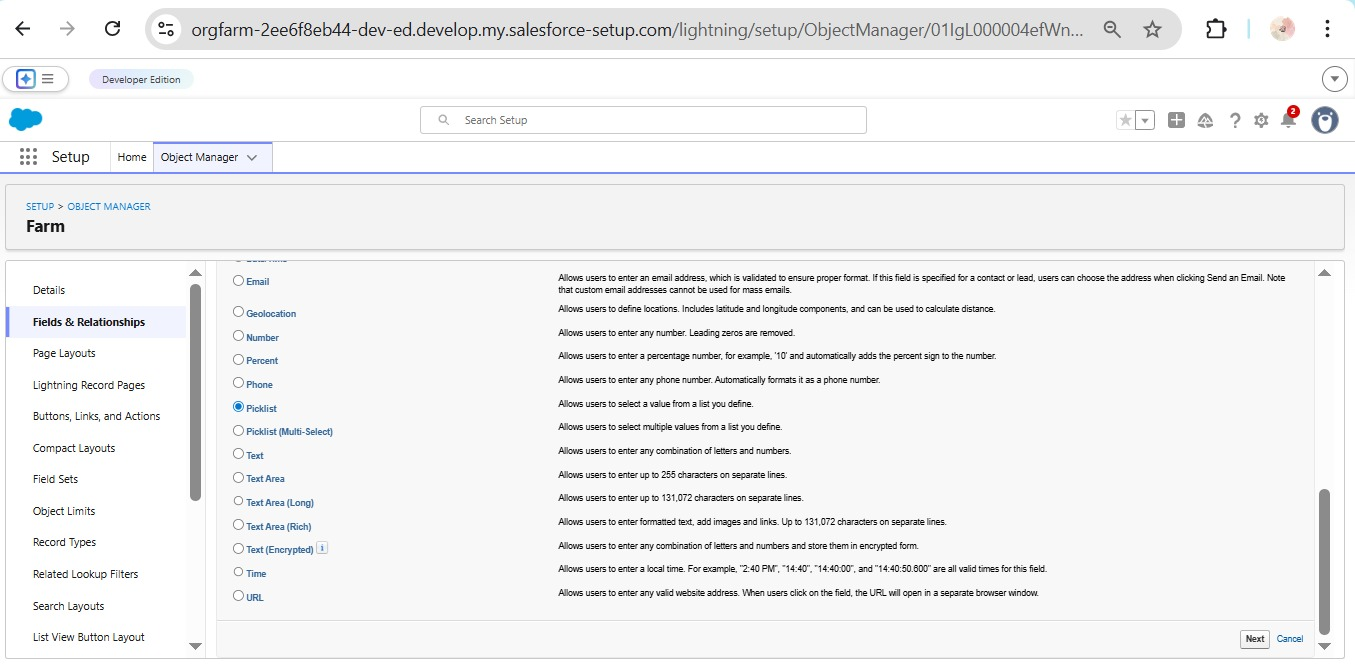 orgfarm-2ee6f8eb44-dev-ed.develop.my.salesforce-setup.com/lightning/setup/ObjectManager/01IgL000004efWn...
Developer Edition
Search Setup
2
Setup
Home
Object Manager
SETUP > OBJECT MANAGER
Farm
Details
Fields & Relationships
Page Layouts
Lightning Record Pages
Buttons, Links, and Actions
Compact Layouts
Field Sets
Object Limits
Record Types
Related Lookup Filters
Search Layouts
List View Button Layout
Email
Allows users to enter an email address, which is validated to ensure proper format. If this field is specified for a contact or lead, users can choose the address when clicking Send an Email. Note
that custom email addresses cannot be used for mass emails.
Geolocation
Allows users to define locations. Includes latitude and longitude components, and can be used to calculate distance.
Number
Allows users to enter any number. Leading zeros are removed.
Percent
Allows users to enter a percentage number, for example, '10' and automatically adds the percent sign to the number.
Phone
Allows users to enter any phone number. Automatically formats it as a phone number.
Picklist
Allows users to select a value from a list you define.
Picklist (Multi-Select)
Allows users to select multiple values from a list you define.
Text
Allows users to enter any combination of letters and numbers.
Text Area
Allows users to enter up to 255 characters on separate lines.
Text Area (Long)
Allows users to enter up to 131,072 characters on separate lines.
Text Area (Rich)
Allows users to enter formatted text, add images and links. Up to 131,072 characters on separate lines.
Text (Encrypted) i
Allows users to enter any combination of letters and numbers and store them in encrypted form.
Time
Allows users to enter a local time. For example, "2:40 PM", "14:40", "14:40:00", and "14:40:50.600" are all valid times for this field.
URL
Allows users to enter any valid website address. When users click on the field, the URL will open in a separate browser window.
Next
Cancel